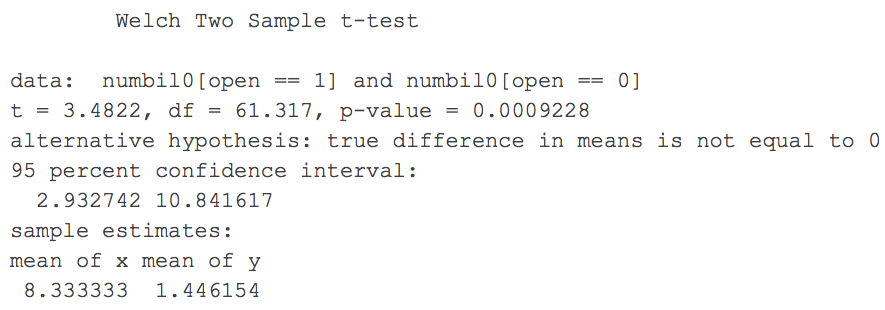 Welch Two Sample t-test
data:  numbil0[open == 1] and numbil0[open == 0]
t = 3.4822, df = 61.317, p-value = 0.0009228
alternative hypothesis: true difference in means is not equal to 0
95 percent confidence interval:
2.932742 10.841617
sample estimates:
mean of x mean of y
8.333333  1.446154